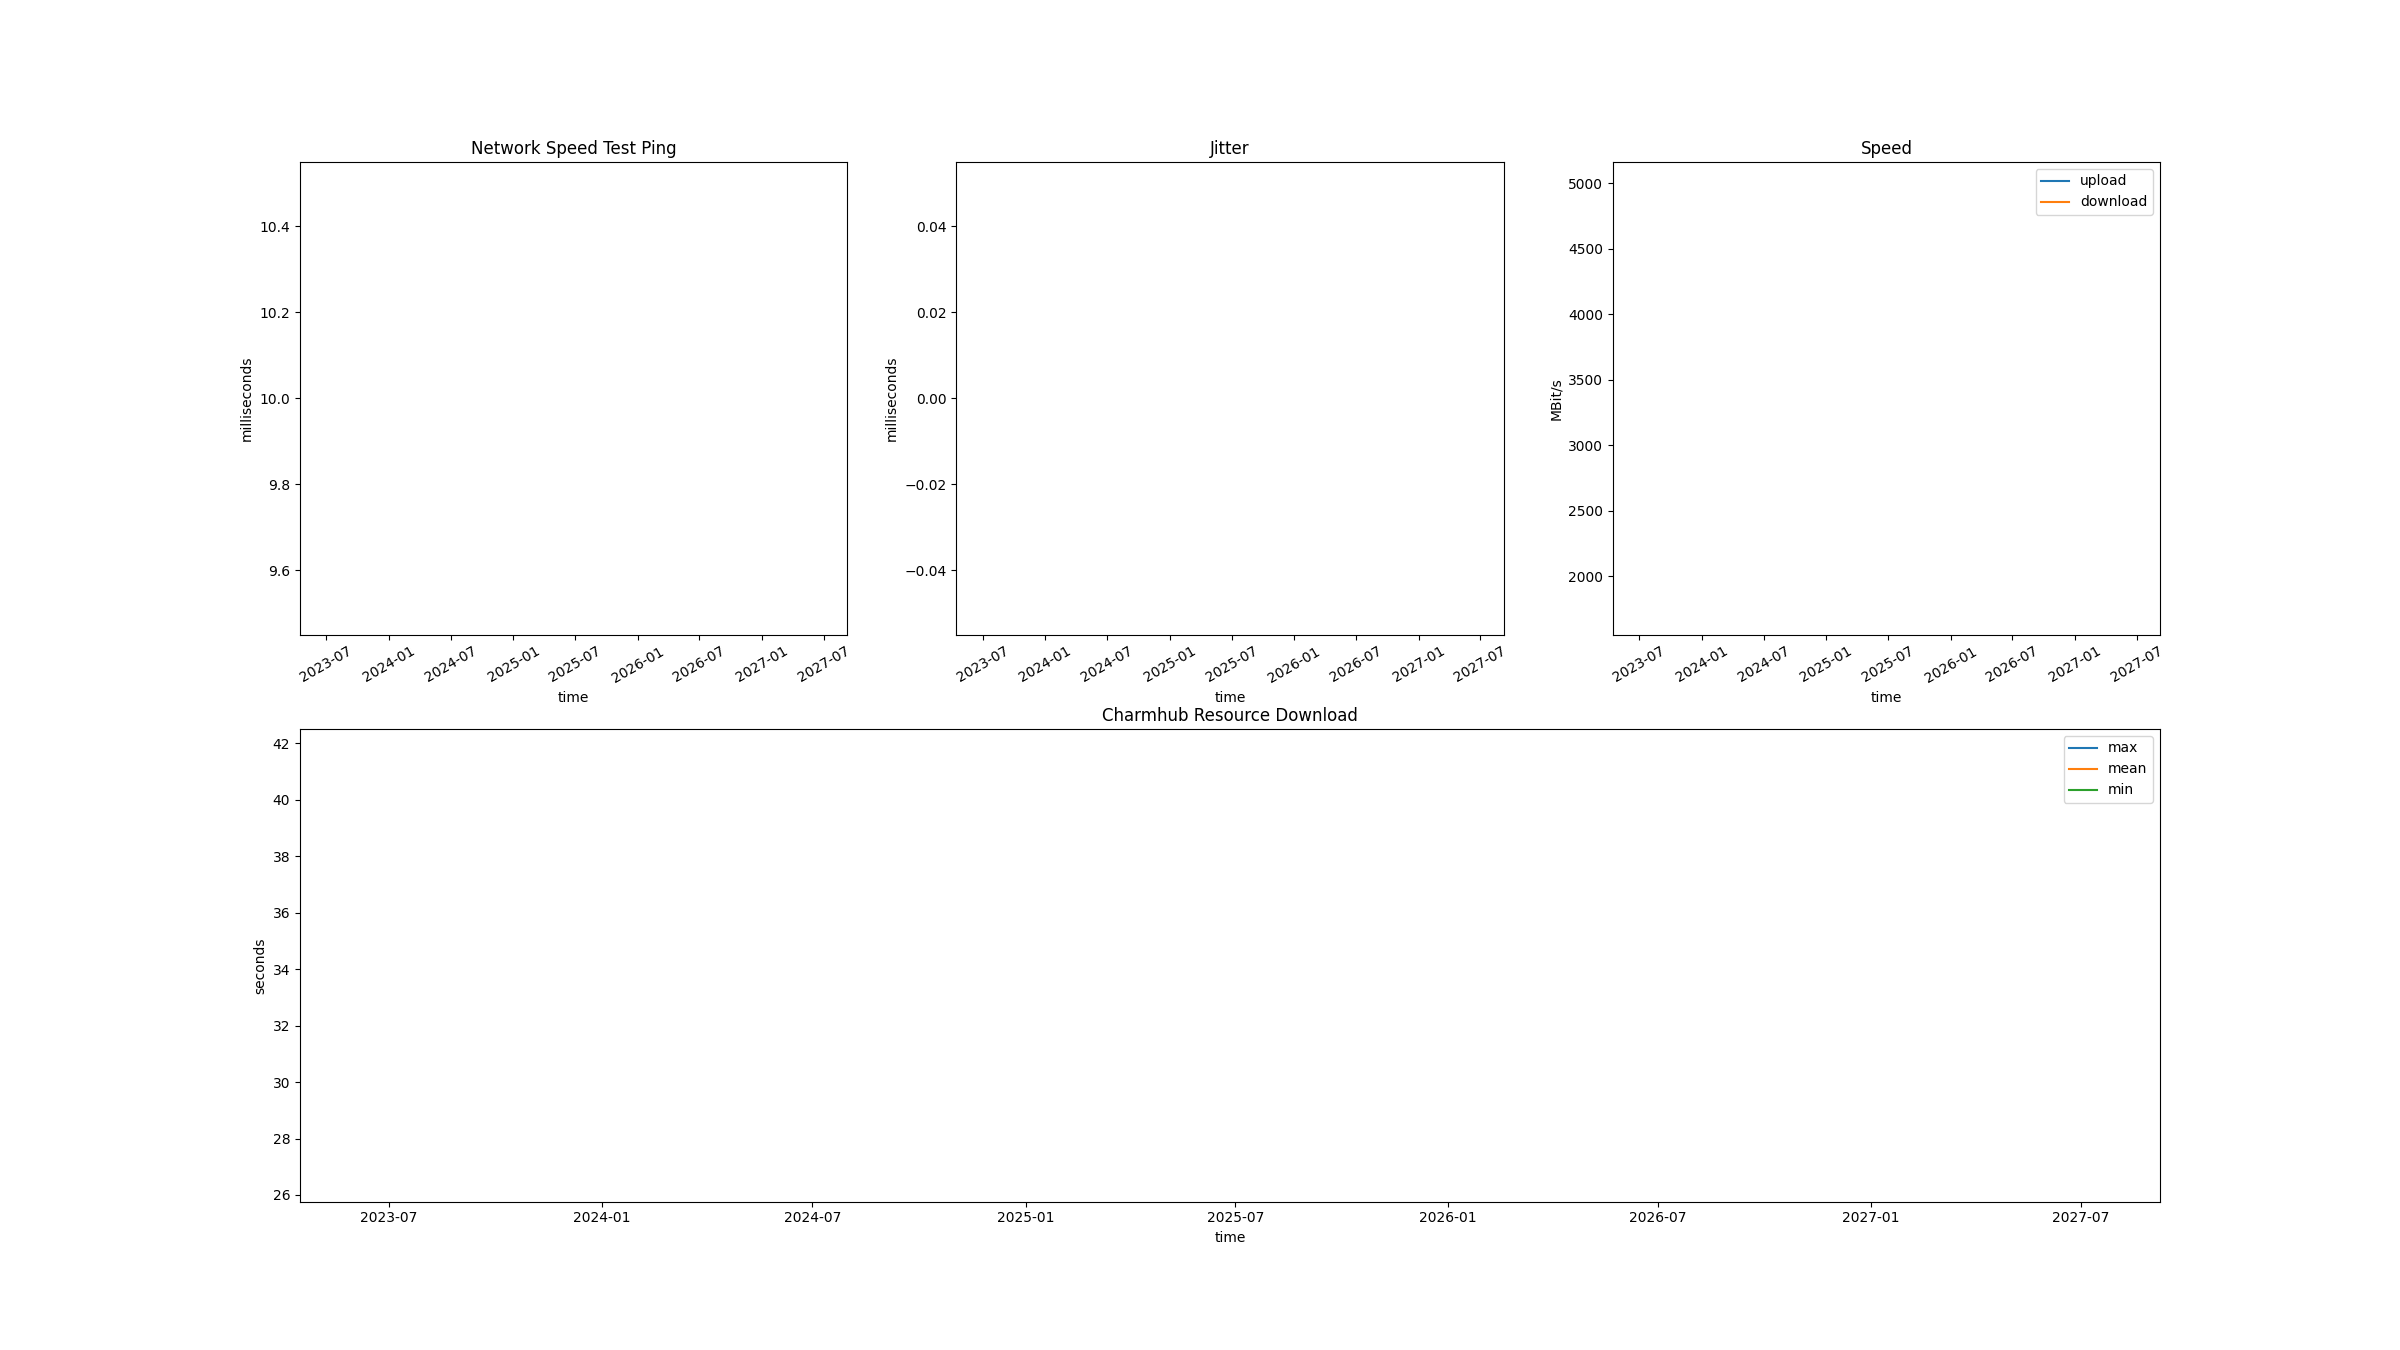 Network Speed Test Ping
milliseconds
10.4
10.2
10.0
9.8
9.6
2023-07 2024-01 2024-07 2025-01 2025-07 2026-01 2026-07 2027-01 2027-07
time
Jitter
milliseconds
0.04
0.02
0.00
−0.02
−0.04
2023-07 2024-01 2024-07 2025-01 2025-07 2026-01 2026-07 2027-01 2027-07
time
Speed
MBit/s
5000
4500
4000
3500
3000
2500
2000
upload
download
2023-07 2024-01 2024-07 2025-01 2025-07 2026-01 2026-07 2027-01 2027-07
time
Charmhub Resource Download
seconds
42
40
38
36
34
32
30
28
26
max
mean
min
2023-07 2024-01 2024-07 2025-01 2025-07 2026-01 2026-07 2027-01 2027-07
time